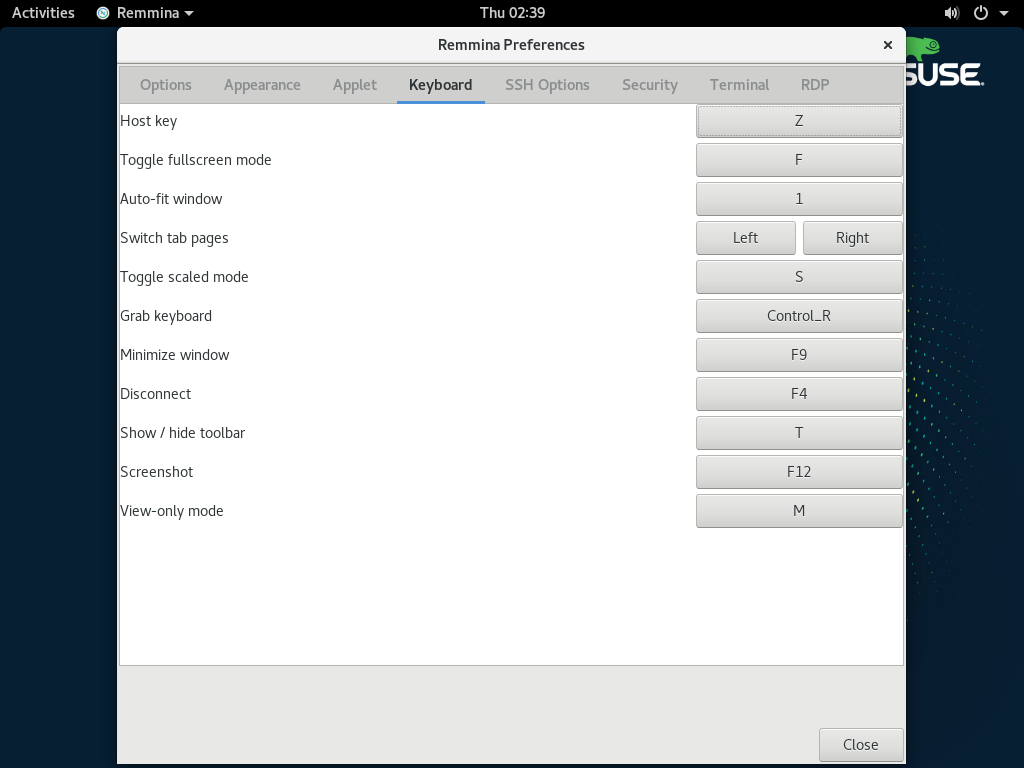 Activities Remmina Thu 02:39
Remmina Preferences
Options Appearance Applet Keyboard SSH Options Security Terminal RDP
Host key Z
Toggle fullscreen mode F
Auto-fit window 1
Switch tab pages Left Right
Toggle scaled mode S
Grab keyboard Control_R
Minimize window F9
Disconnect F4
Show / hide toolbar T
Screenshot F12
View-only mode M
Close
SUSE